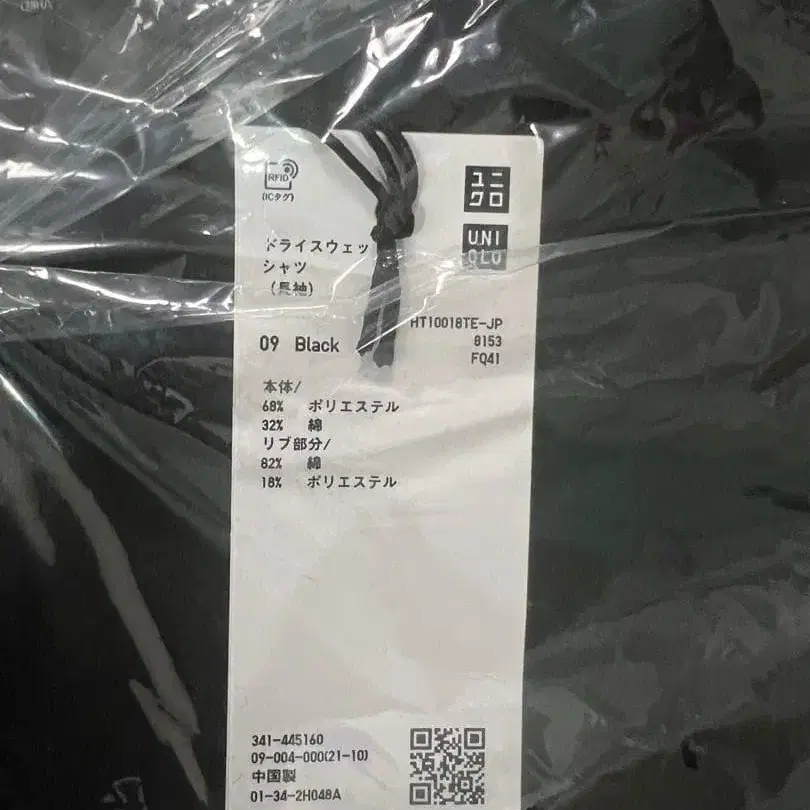 RFID
(ICタグ)
ユニ
クロ
UNI
QLO
ドライスウェッ
シャツ
(長袖)
HT10018TE-JP
09 Black
8153
FQ41
本体/
68% ポリエステル
32% 綿
リブ部分/
82% 綿
18% ポリエステル
341-445160
09-004-000(21-10)
中国製
01-34-2H048A